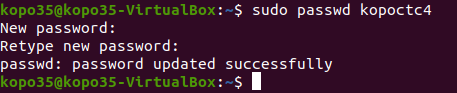 kopo35@kopo35-VirtualBox:~$ sudo passwd kopoctc4
New password:
Retype new password:
passwd: password updated successfully
kopo35@kopo35-VirtualBox:~$